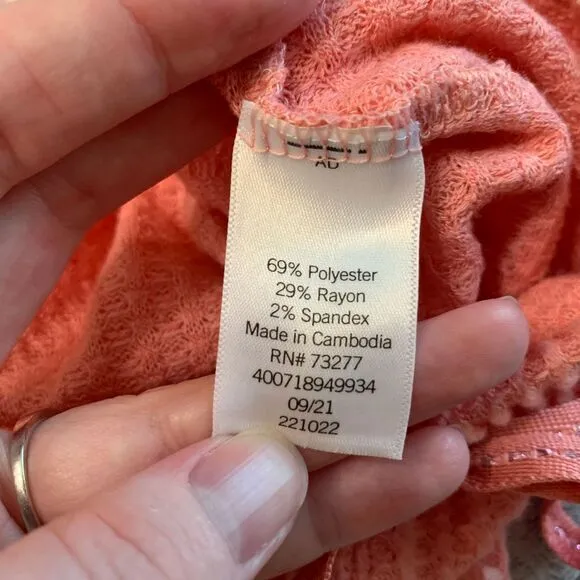 69% Polyester
29% Rayon
2% Spandex
Made in Cambodia
RN# 73277
400718949934
09/21
221022